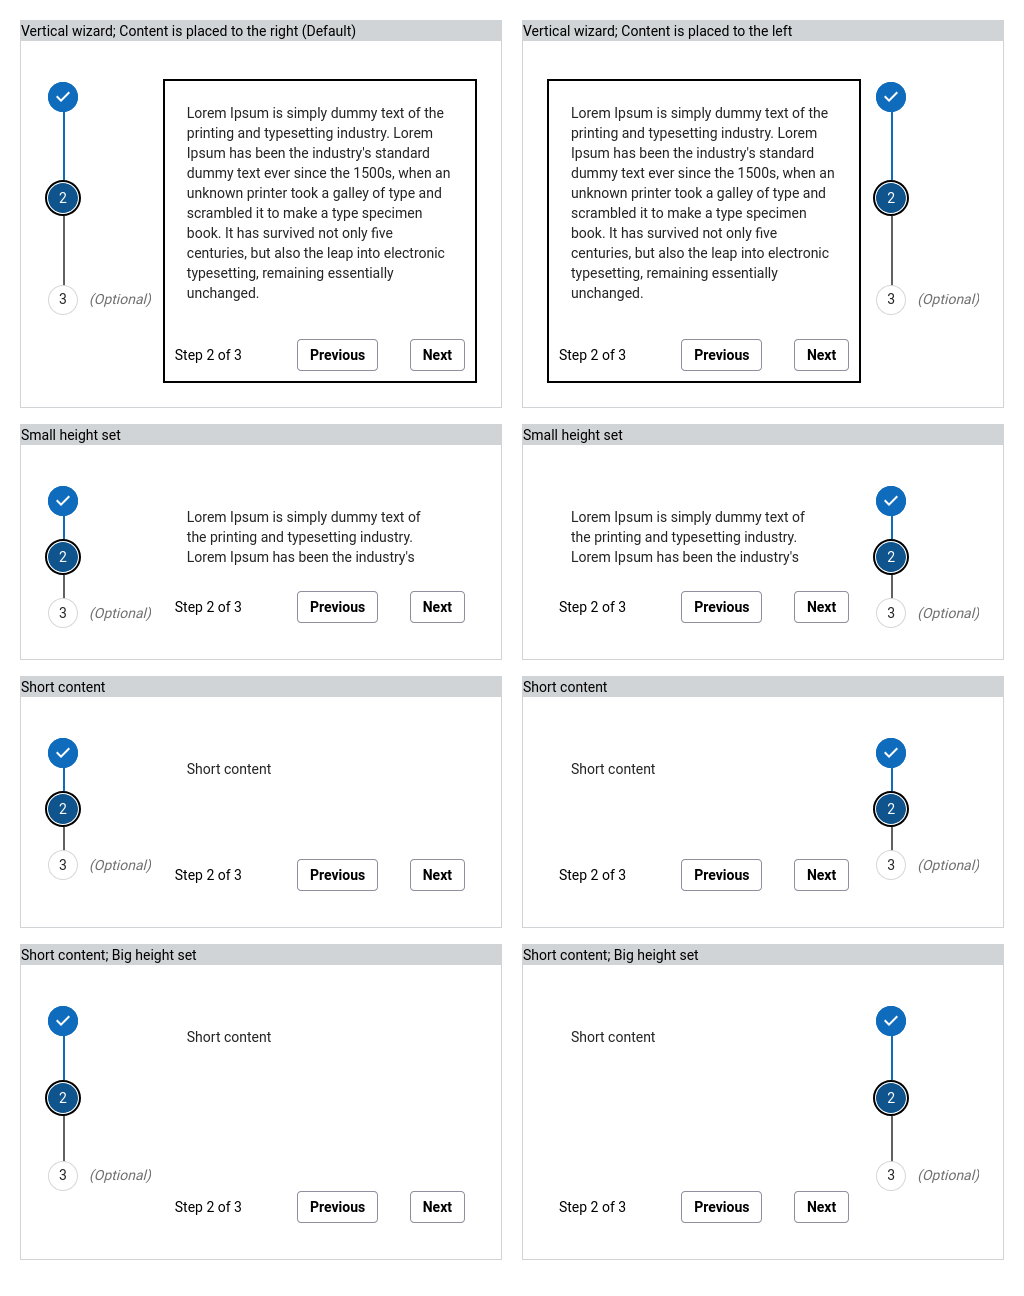 Vertical wizard; Content is placed to the right (Default)
Lorem Ipsum is simply dummy text of the
printing and typesetting industry. Lorem
Ipsum has been the industry's standard
dummy text ever since the 1500s, when an
2
unknown printer took a galley of type and
scrambled it to make a type specimen
book. It has survived not only five
centuries, but also the leap into electronic
typesetting, remaining essentially
unchanged.
3 (Optional)
Step 2 of 3 Previous Next
Vertical wizard; Content is placed to the left
Lorem Ipsum is simply dummy text of the
printing and typesetting industry. Lorem
Ipsum has been the industry's standard
dummy text ever since the 1500s, when an
unknown printer took a galley of type and
2
scrambled it to make a type specimen
book. It has survived not only five
centuries, but also the leap into electronic
typesetting, remaining essentially
unchanged.
3 (Optional)
Step 2 of 3 Previous Next
Small height set
Lorem Ipsum is simply dummy text of
the printing and typesetting industry.
Lorem Ipsum has been the industry's
2
3 (Optional)
Step 2 of 3 Previous Next
Small height set
Lorem Ipsum is simply dummy text of
the printing and typesetting industry.
Lorem Ipsum has been the industry's
2
Step 2 of 3 Previous Next
3 (Optional)
Short content
Short content
2
3 (Optional)
Step 2 of 3 Previous Next
Short content
Short content
2
3 (Optional)
Step 2 of 3 Previous Next
Short content; Big height set
Short content
2
3 (Optional)
Step 2 of 3 Previous Next
Short content; Big height set
Short content
2
3 (Optional)
Step 2 of 3 Previous Next